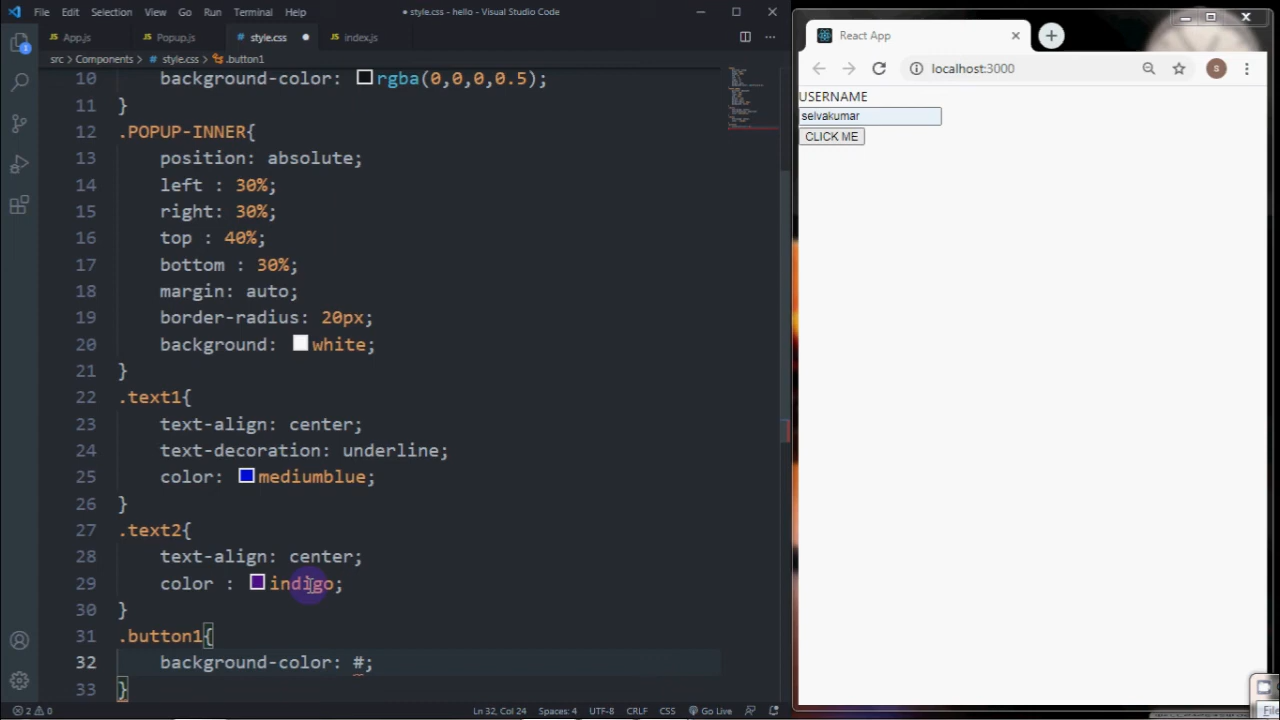 File Edit Selection View Go Run Terminal Help ● style.css - hello - Visual Studio Code
App.js Popup.js style.css ● index.js
src > Components > style.css > .button1
10 background-color: rgba(0,0,0,0.5);
11 }
12 .POPUP-INNER{
13 position: absolute;
14 left : 30%;
15 right: 30%;
16 top : 40%;
17 bottom : 30%;
18 margin: auto;
19 border-radius: 20px;
20 background: white;
21 }
22 .text1{
23 text-align: center;
24 text-decoration: underline;
25 color: mediumblue;
26 }
27 .text2{
28 text-align: center;
29 color : indigo;
30 }
31 .button1{
32 background-color: #;
33 }
3
2 0 Ln 32, Col 24 Spaces: 4 UTF-8 CRLF CSS Go Live
React App
localhost:3000 s
USERNAME
selvakumar
CLICK ME